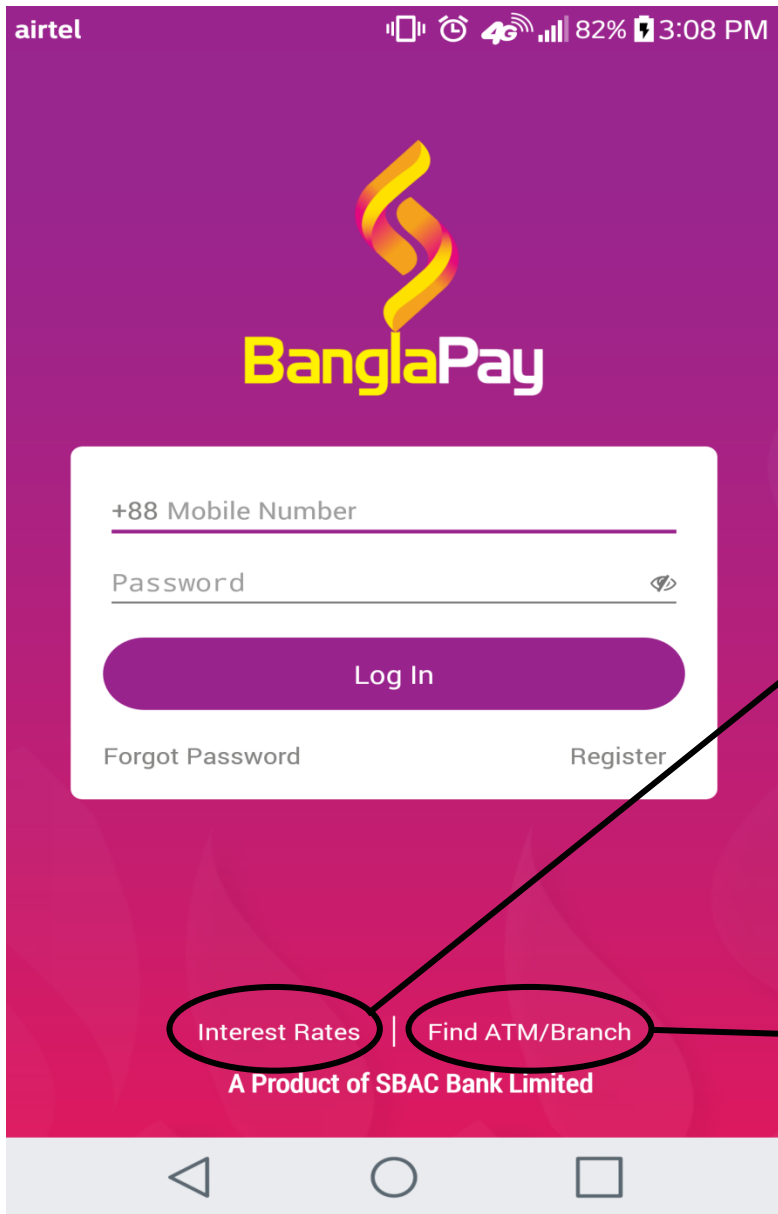 airtel 4G 82% 3:08 PM
BanglaPay
+88 Mobile Number
Password
Log In
Forgot Password Register
Interest Rates | Find ATM/Branch
A Product of SBAC Bank Limited